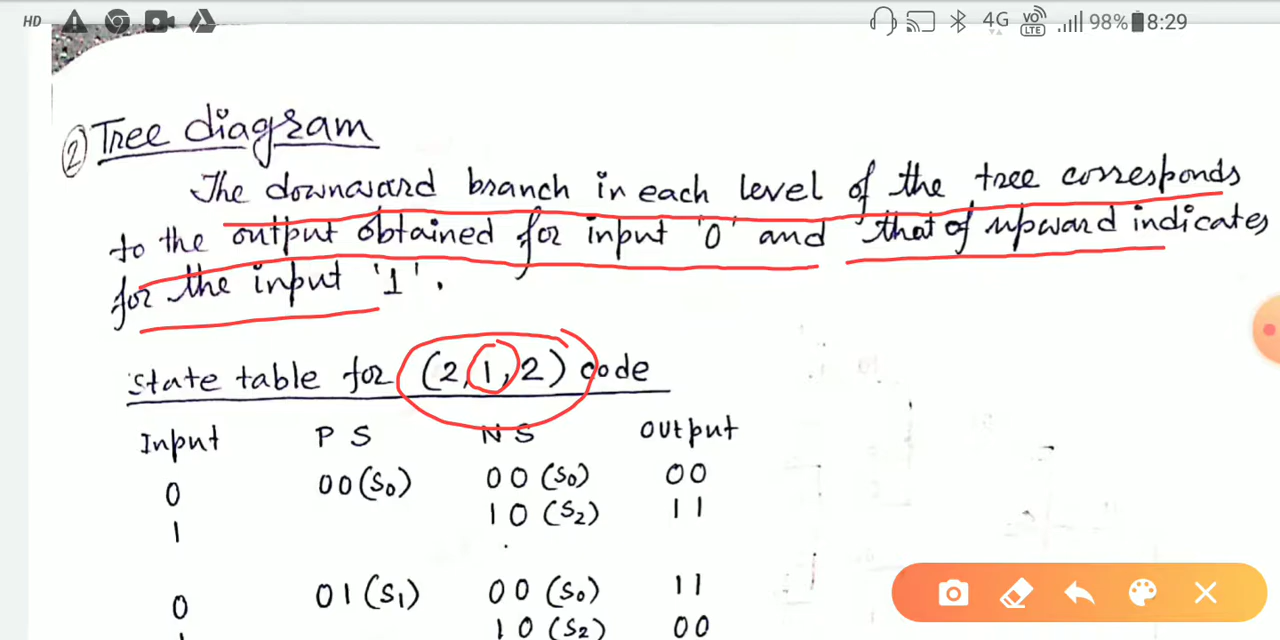 HD 4G VO LTE 98% 8:29
② Tree diagram
The downward branch in each level of the tree corresponds
to the output obtained for input '0' and that of upward indicates
for the input '1'.
State table for (2,1,2) code
Input P S N S Output
0 00 (S0) 00 (S0) 00
1 10 (S2) 11
0 01 (S1) 00 (S0) 11
10 (S2) 00